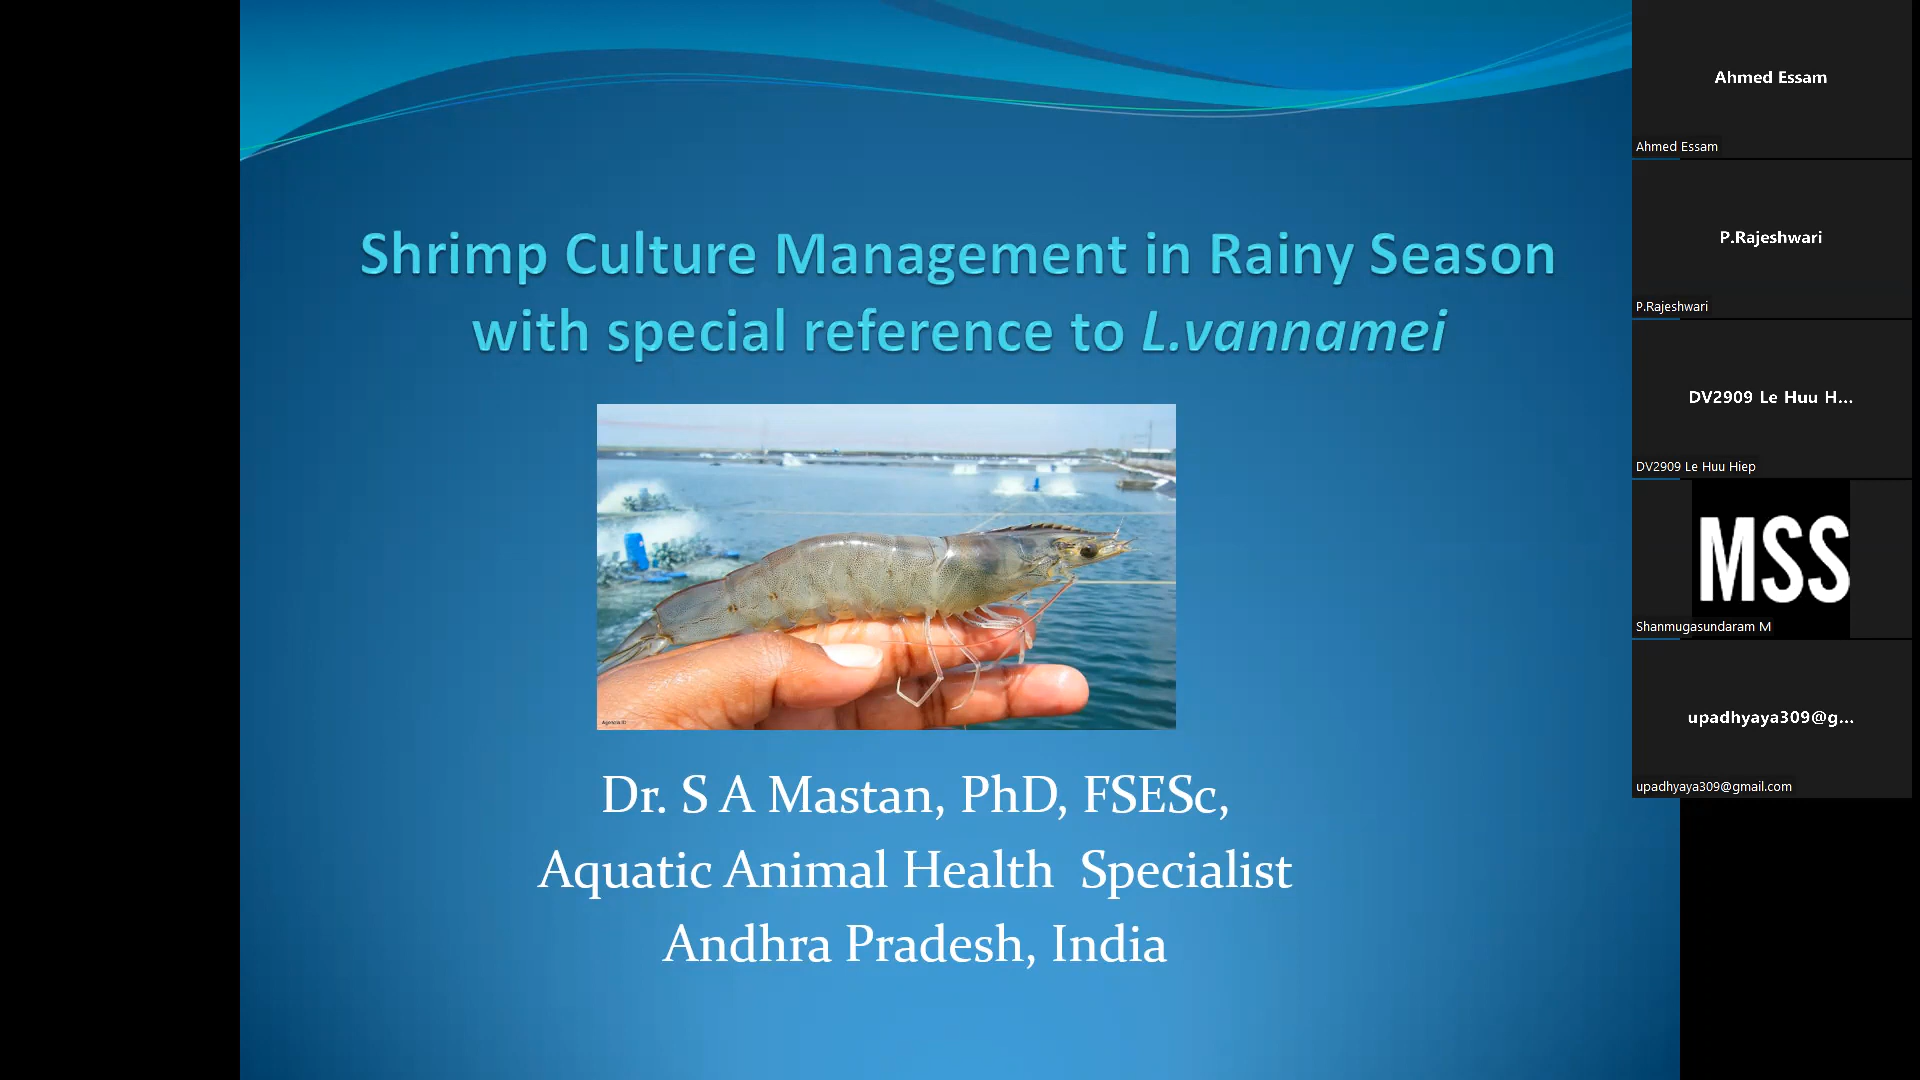 Shrimp Culture Management in Rainy Season
with special reference to L.vannamei
Dr. S A Mastan, PhD, FSESc,
Aquatic Animal Health Specialist
Andhra Pradesh, India
Ahmed Essam
Ahmed Essam
P.Rajeshwari
P.Rajeshwari
DV2909 Le Huu H...
DV2909 Le Huu Hiep
MSS
Shanmugasundaram M
upadhyaya309@g...
upadhyaya309@gmail.com